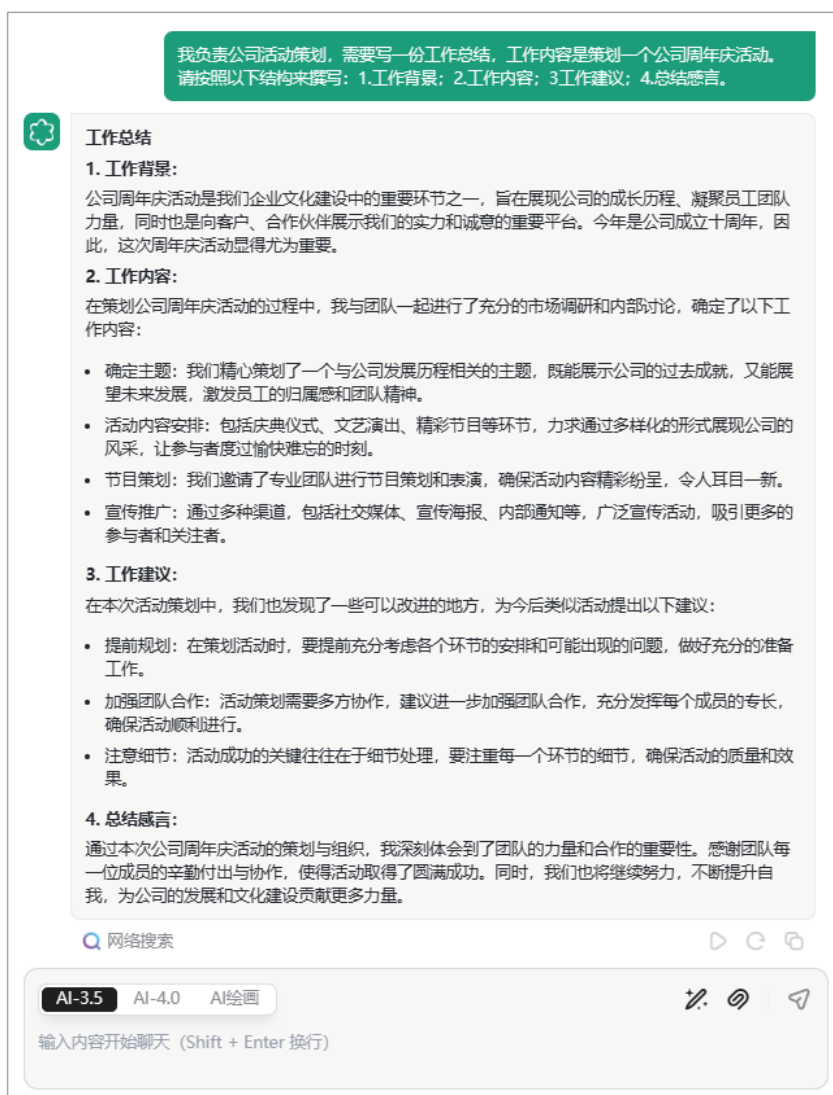 我负责公司活动策划，需要写一份工作总结，工作内容是策划一个公司周年庆活动。
请按照以下结构来撰写：1.工作背景；2.工作内容；3工作建议；4.总结感言。
工作总结
1. 工作背景：
公司周年庆活动是我们企业文化建设中的重要环节之一，旨在展现公司的成长历程、凝聚员工团队
力量，同时也是向客户、合作伙伴展示我们的实力和诚意的重要平台。今年是公司成立十周年，因
此，这次周年庆活动显得尤为重要。
2. 工作内容：
在策划公司周年庆活动的过程中，我与团队一起进行了充分的市场调研和内部讨论，确定了以下工
作内容：
• 确定主题：我们精心策划了一个与公司发展历程相关的主题，既能展示公司的过去成就，又能展
望未来发展，激发员工的归属感和团队精神。
• 活动内容安排：包括庆典仪式、文艺演出、精彩节目等环节，力求通过多样化的形式展现公司的
风采，让参与者度过愉快难忘的时刻。
• 节目策划：我们邀请了专业团队进行节目策划和表演，确保活动内容精彩纷呈，令人耳目一新。
• 宣传推广：通过多种渠道，包括社交媒体、宣传海报、内部通知等，广泛宣传活动，吸引更多的
参与者和关注者。
3. 工作建议：
在本次活动策划中，我们也发现了一些可以改进的地方，为今后类似活动提出以下建议：
• 提前规划：在策划活动时，要提前充分考虑各个环节的安排和可能出现的问题，做好充分的准备
工作。
• 加强团队合作：活动策划需要多方协作，建议进一步加强团队合作，充分发挥每个成员的专长，
确保活动顺利进行。
• 注意细节：活动成功的关键往往在于细节处理，要注重每一个环节的细节，确保活动的质量和效
果。
4. 总结感言：
通过本次公司周年庆活动的策划与组织，我深刻体会到了团队的力量和合作的重要性。感谢团队每
一位成员的辛勤付出与协作，使得活动取得了圆满成功。同时，我们也将继续努力，不断提升自
我，为公司的发展和文化建设贡献更多力量。
网络搜索
AI-3.5 AI-4.0 AI绘画
输入内容开始聊天（Shift + Enter 换行）